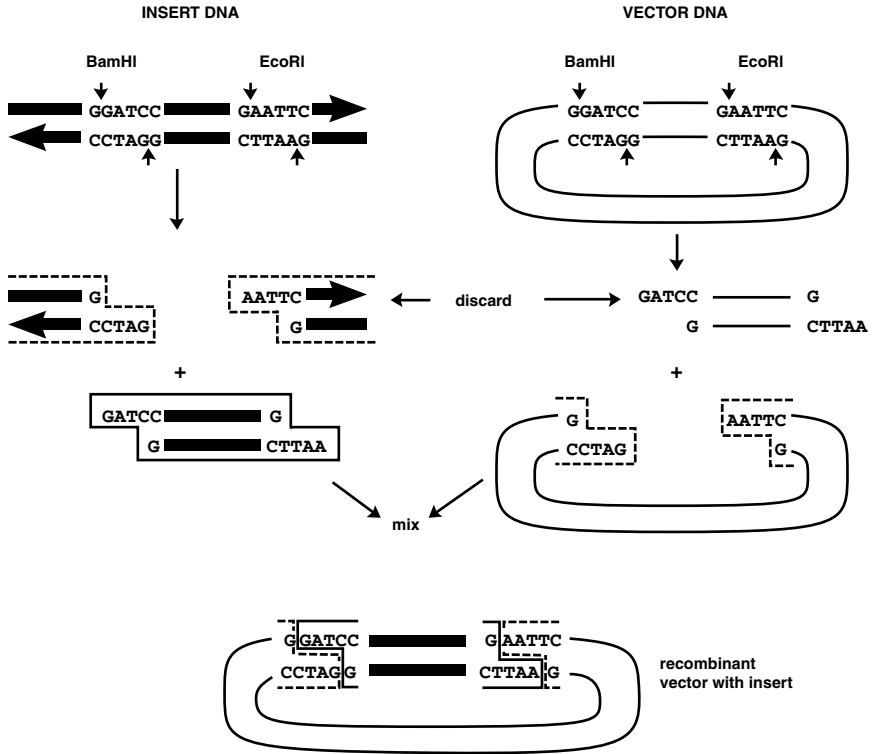 INSERT DNA VECTOR DNA
BamHI EcoRI BamHI EcoRI
GGATCC GAATTC GGATCC GAATTC
CCTAGG CTTAAG CCTAGG CTTAAG
G AATTC discard GATCC G
CCTAG G G CTTAA
+ +
GATCC G G AATTC
G CTTAA CCTAG G
mix
GGATCC GAATTC
CCTAGG CTTAAG
recombinant
vector with insert